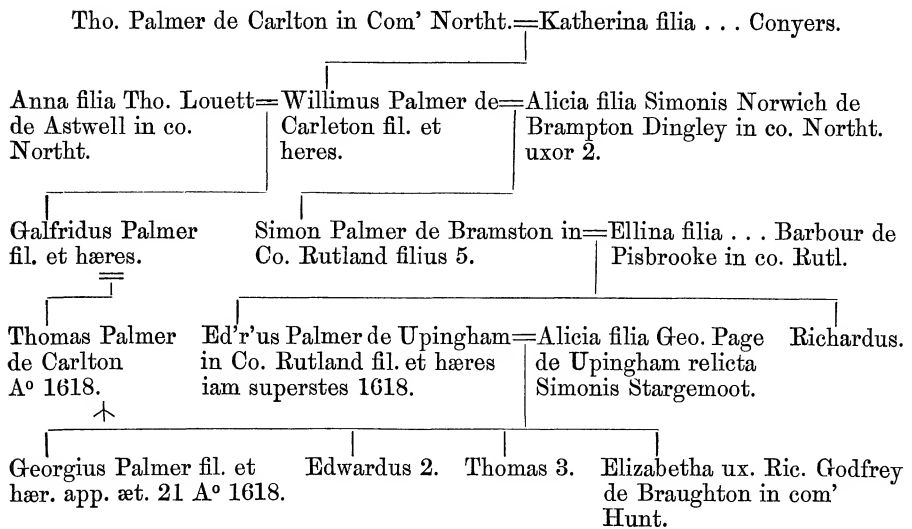 Tho. Palmer de Carlton in Com' Northt.=Katherina filia . . . Conyers.
Anna filia Tho. Louett=Willimus Palmer de=Alicia filia Simonis Norwich de
de Astwell in co. Carleton fil. et Brampton Dingley in co. Northt.
Northt. heres. uxor 2.
Galfridus Palmer Simon Palmer de Bramston in=Ellina filia . . . Barbour de
fil. et hæres. Co. Rutland filius 5. Pisbrooke in co. Rutl.
Thomas Palmer Ed'r'us Palmer de Upingham=Alicia filia Geo. Page Richardus.
de Carlton in Co. Rutland fil. et hæres de Upingham relicta
Aº 1618. iam superstes 1618. Simonis Stargemoot.
Georgius Palmer fil. et Edwardus 2. Thomas 3. Elizabetha ux. Ric. Godfrey
hær. app. æt. 21 Aº 1618. de Braughton in com'
Hunt.